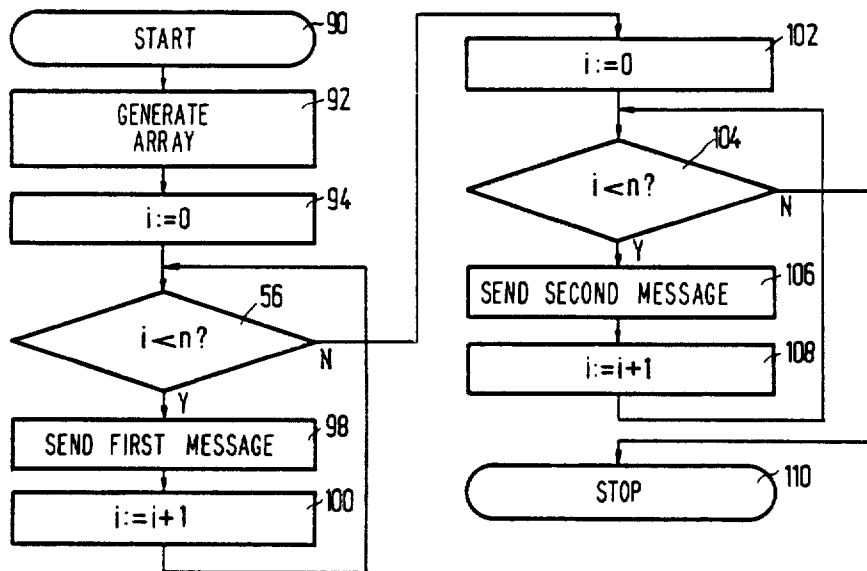 START
90
GENERATE
ARRAY
92
i:=0
94
i<n?
56
N
Y
SEND FIRST MESSAGE
98
i:=i+1
100
i:=0
102
i<n?
104
N
Y
SEND SECOND MESSAGE
106
i:=i+1
108
STOP
110